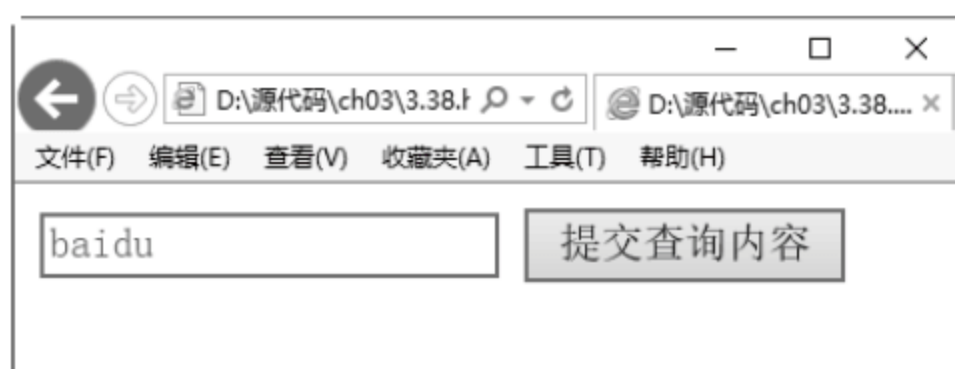 D:\源代码\ch03\3.38.h
D:\源代码\ch03\3.38....
文件(F) 编辑(E) 查看(V) 收藏夹(A) 工具(T) 帮助(H)
baidu
提交查询内容